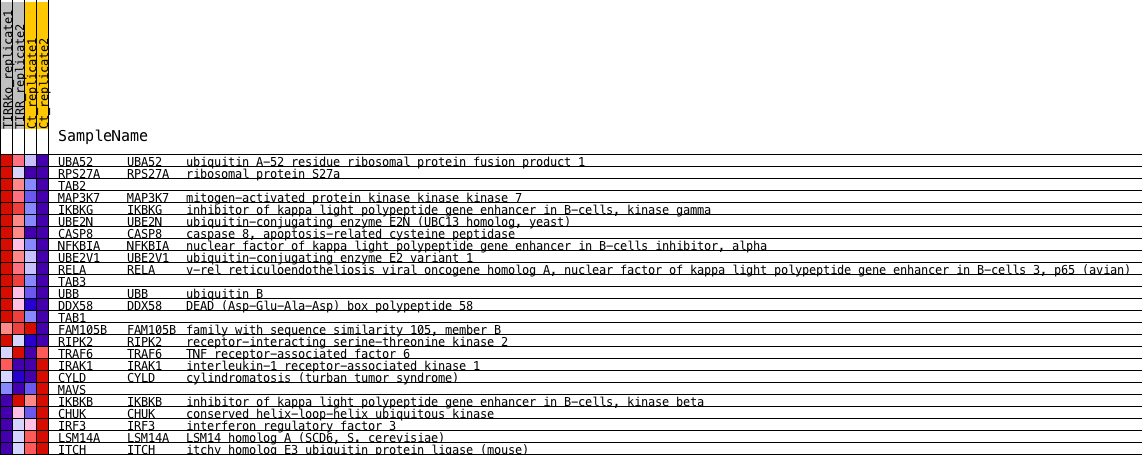 TIRRko_replicate1
TIRR_replicate2
Ct_replicate1
Ct_replicate2
SampleName
UBA52 UBA52 ubiquitin A-52 residue ribosomal protein fusion product 1
RPS27A RPS27A ribosomal protein S27a
TAB2
MAP3K7 MAP3K7 mitogen-activated protein kinase kinase kinase 7
IKBKG IKBKG inhibitor of kappa light polypeptide gene enhancer in B-cells, kinase gamma
UBE2N UBE2N ubiquitin-conjugating enzyme E2N (UBC13 homolog, yeast)
CASP8 CASP8 caspase 8, apoptosis-related cysteine peptidase
NFKBIA NFKBIA nuclear factor of kappa light polypeptide gene enhancer in B-cells inhibitor, alpha
UBE2V1 UBE2V1 ubiquitin-conjugating enzyme E2 variant 1
RELA RELA v-rel reticuloendotheliosis viral oncogene homolog A, nuclear factor of kappa light polypeptide gene enhancer in B-cells 3, p65 (avian)
TAB3
UBB UBB ubiquitin B
DDX58 DDX58 DEAD (Asp-Glu-Ala-Asp) box polypeptide 58
TAB1
FAM105B FAM105B family with sequence similarity 105, member B
RIPK2 RIPK2 receptor-interacting serine-threonine kinase 2
TRAF6 TRAF6 TNF receptor-associated factor 6
IRAK1 IRAK1 interleukin-1 receptor-associated kinase 1
CYLD CYLD cylindromatosis (turban tumor syndrome)
MAVS
IKBKB IKBKB inhibitor of kappa light polypeptide gene enhancer in B-cells, kinase beta
CHUK CHUK conserved helix-loop-helix ubiquitous kinase
IRF3 IRF3 interferon regulatory factor 3
LSM14A LSM14A LSM14 homolog A (SCD6, S. cerevisiae)
ITCH ITCH itchy homolog E3 ubiquitin protein ligase (mouse)